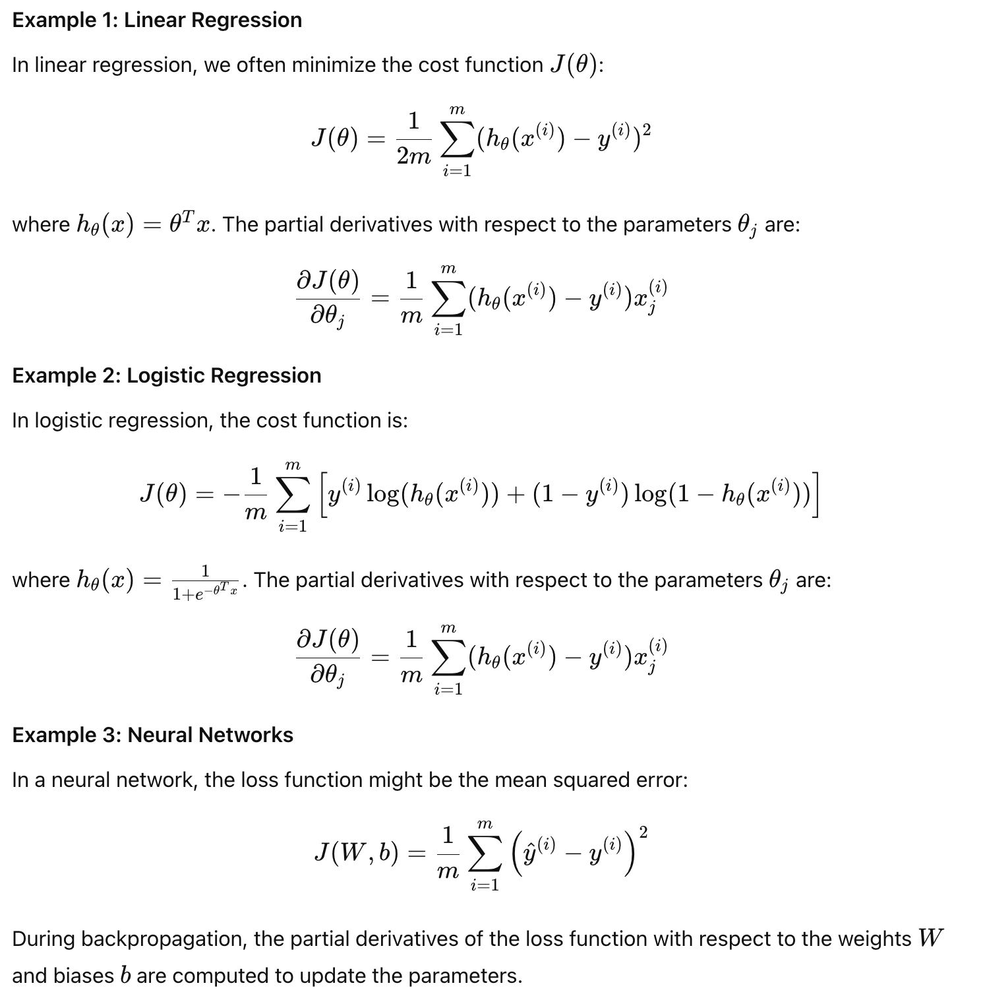 Example 1: Linear Regression
In linear regression, we often minimize the cost function $J(\theta)$:
$$J(\theta) = \frac{1}{2m} \sum_{i=1}^{m} (h_\theta(x^{(i)}) - y^{(i)})^2$$
where $h_\theta(x) = \theta^T x$. The partial derivatives with respect to the parameters $\theta_j$ are:
$$\frac{\partial J(\theta)}{\partial \theta_j} = \frac{1}{m} \sum_{i=1}^{m} (h_\theta(x^{(i)}) - y^{(i)}) x_j^{(i)}$$
Example 2: Logistic Regression
In logistic regression, the cost function is:
$$J(\theta) = -\frac{1}{m} \sum_{i=1}^{m} \left[ y^{(i)} \log(h_\theta(x^{(i)})) + (1 - y^{(i)}) \log(1 - h_\theta(x^{(i)})) \right]$$
where $h_\theta(x) = \frac{1}{1+e^{-\theta^T x}}$. The partial derivatives with respect to the parameters $\theta_j$ are:
$$\frac{\partial J(\theta)}{\partial \theta_j} = \frac{1}{m} \sum_{i=1}^{m} (h_\theta(x^{(i)}) - y^{(i)}) x_j^{(i)}$$
Example 3: Neural Networks
In a neural network, the loss function might be the mean squared error:
$$J(W, b) = \frac{1}{m} \sum_{i=1}^{m} \left( \hat{y}^{(i)} - y^{(i)} \right)^2$$
During backpropagation, the partial derivatives of the loss function with respect to the weights $W$
and biases $b$ are computed to update the parameters.